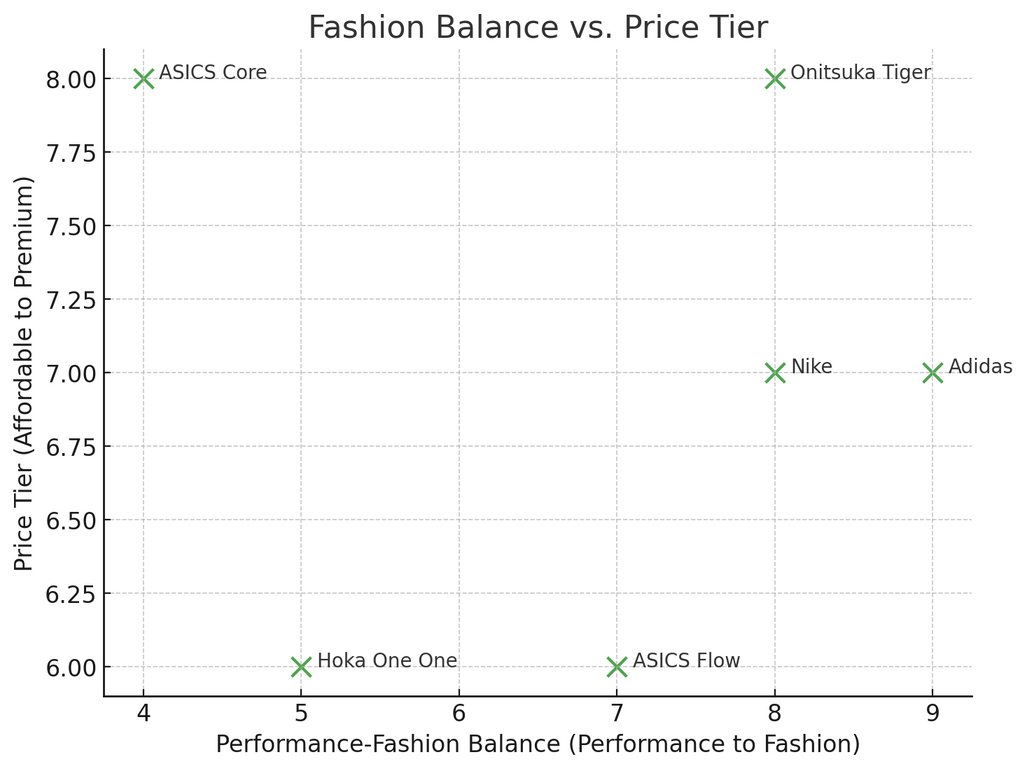 Fashion Balance vs. Price Tier
ASICS Core
Onitsuka Tiger
Nike
Adidas
Hoka One One
ASICS Flow
Price Tier (Affordable to Premium)
8.00
7.75
7.50
7.25
7.00
6.75
6.50
6.25
6.00
4 5 6 7 8 9
Performance-Fashion Balance (Performance to Fashion)